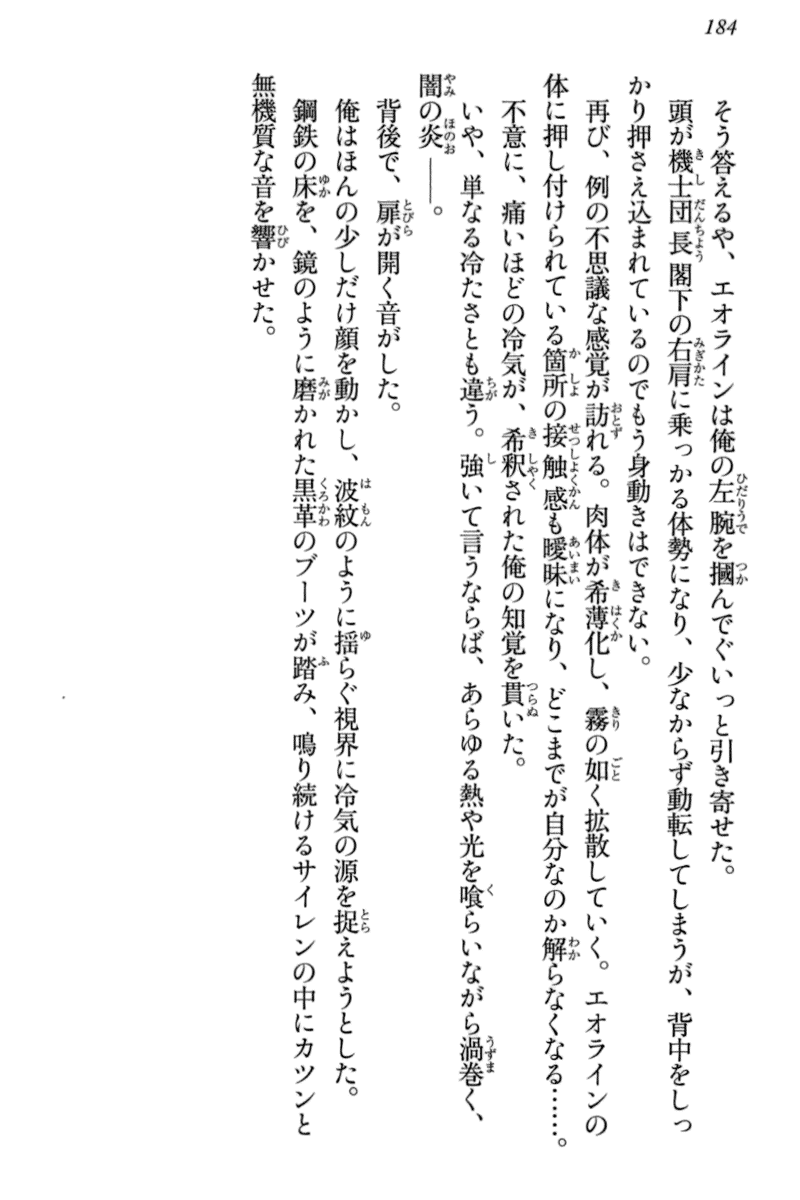 184
そう答えるや、エオラインは俺の左腕を摑んでぐいっと引き寄せた。
頭が機士団長閣下の右肩に乗っかる体勢になり、少なからず動転してしまうが、背中をしっ
かり押さえ込まれているのでもう身動きはできない。
再び、例の不思議な感覚が訪れる。肉体が希薄化し、霧の如く拡散していく。エオラインの
体に押し付けられている箇所の接触感も曖昧になり、どこまでが自分なのか解らなくなる……。
不意に、痛いほどの冷気が、希釈された俺の知覚を貫いた。
いや、単なる冷たさとも違う。強いて言うならば、あらゆる熱や光を喰らいながら渦巻く、
闇の炎――。
背後で、扉が開く音がした。
俺はほんの少しだけ顔を動かし、波紋のように揺らぐ視界に冷気の源を捉えようとした。
鋼鉄の床を、鏡のように磨かれた黒革のブーツが踏み、鳴り続けるサイレンの中にカツンと
無機質な音を響かせた。